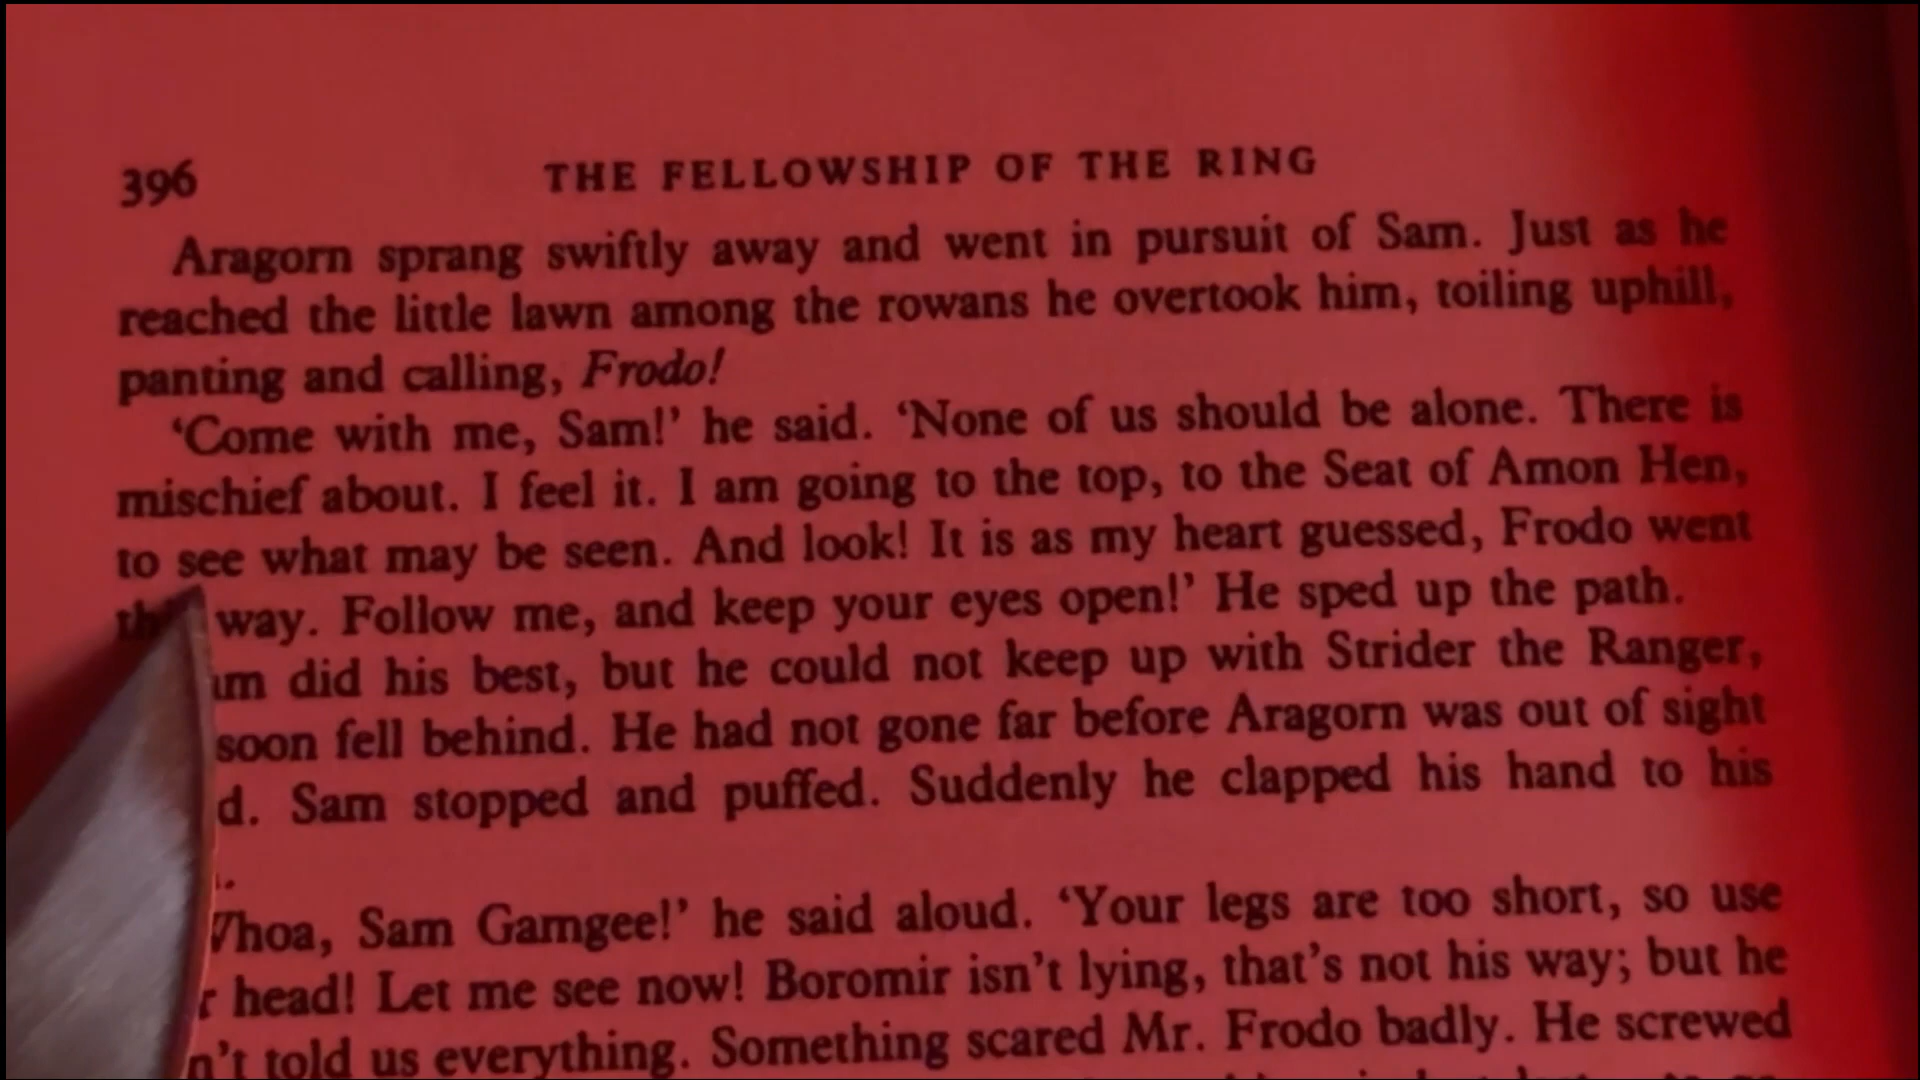 396 THE FELLOWSHIP OF THE RING
Aragorn sprang swiftly away and went in pursuit of Sam. Just as he
reached the little lawn among the rowans he overtook him, toiling uphill,
panting and calling, Frodo!
‘Come with me, Sam!’ he said. ‘None of us should be alone. There is
mischief about. I feel it. I am going to the top, to the Seat of Amon Hen,
to see what may be seen. And look! It is as my heart guessed, Frodo went
way. Follow me, and keep your eyes open!’ He sped up the path.
did his best, but he could not keep up with Strider the Ranger,
soon fell behind. He had not gone far before Aragorn was out of sight
d. Sam stopped and puffed. Suddenly he clapped his hand to his
Whoa, Sam Gamgee!’ he said aloud. ‘Your legs are too short, so use
head! Let me see now! Boromir isn’t lying, that’s not his way; but he
n’t told us everything. Something scared Mr. Frodo badly. He screwed